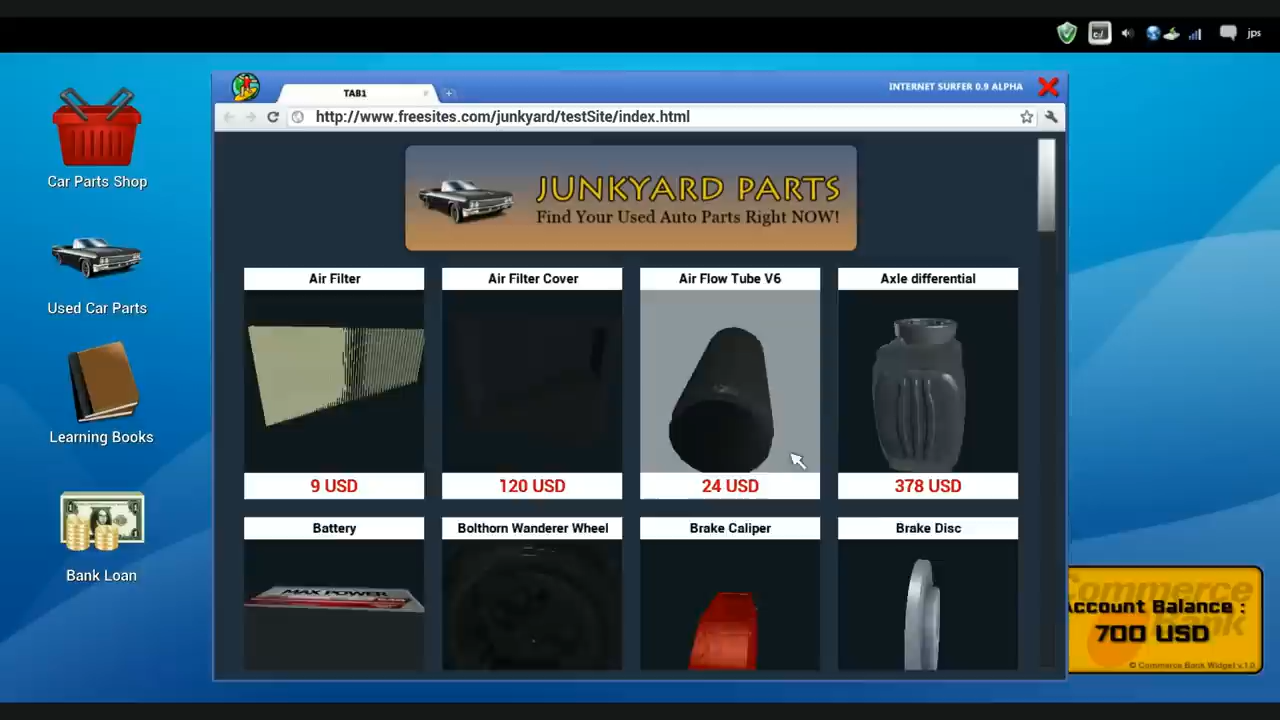 jps
TAB1
INTERNET SURFER 0.9 ALPHA
http://www.freesites.com/junkyard/testSite/index.html
JUNKYARD PARTS
Find Your Used Auto Parts Right NOW!
Car Parts Shop
Used Car Parts
Learning Books
Bank Loan
Air Filter
Air Filter Cover
Air Flow Tube V6
Axle differential
9 USD
120 USD
24 USD
378 USD
Battery
Bolthorn Wanderer Wheel
Brake Caliper
Brake Disc
MAX POWER
Commerce
Bank
Account Balance :
700 USD
© Commerce Bank Widget v.1.0